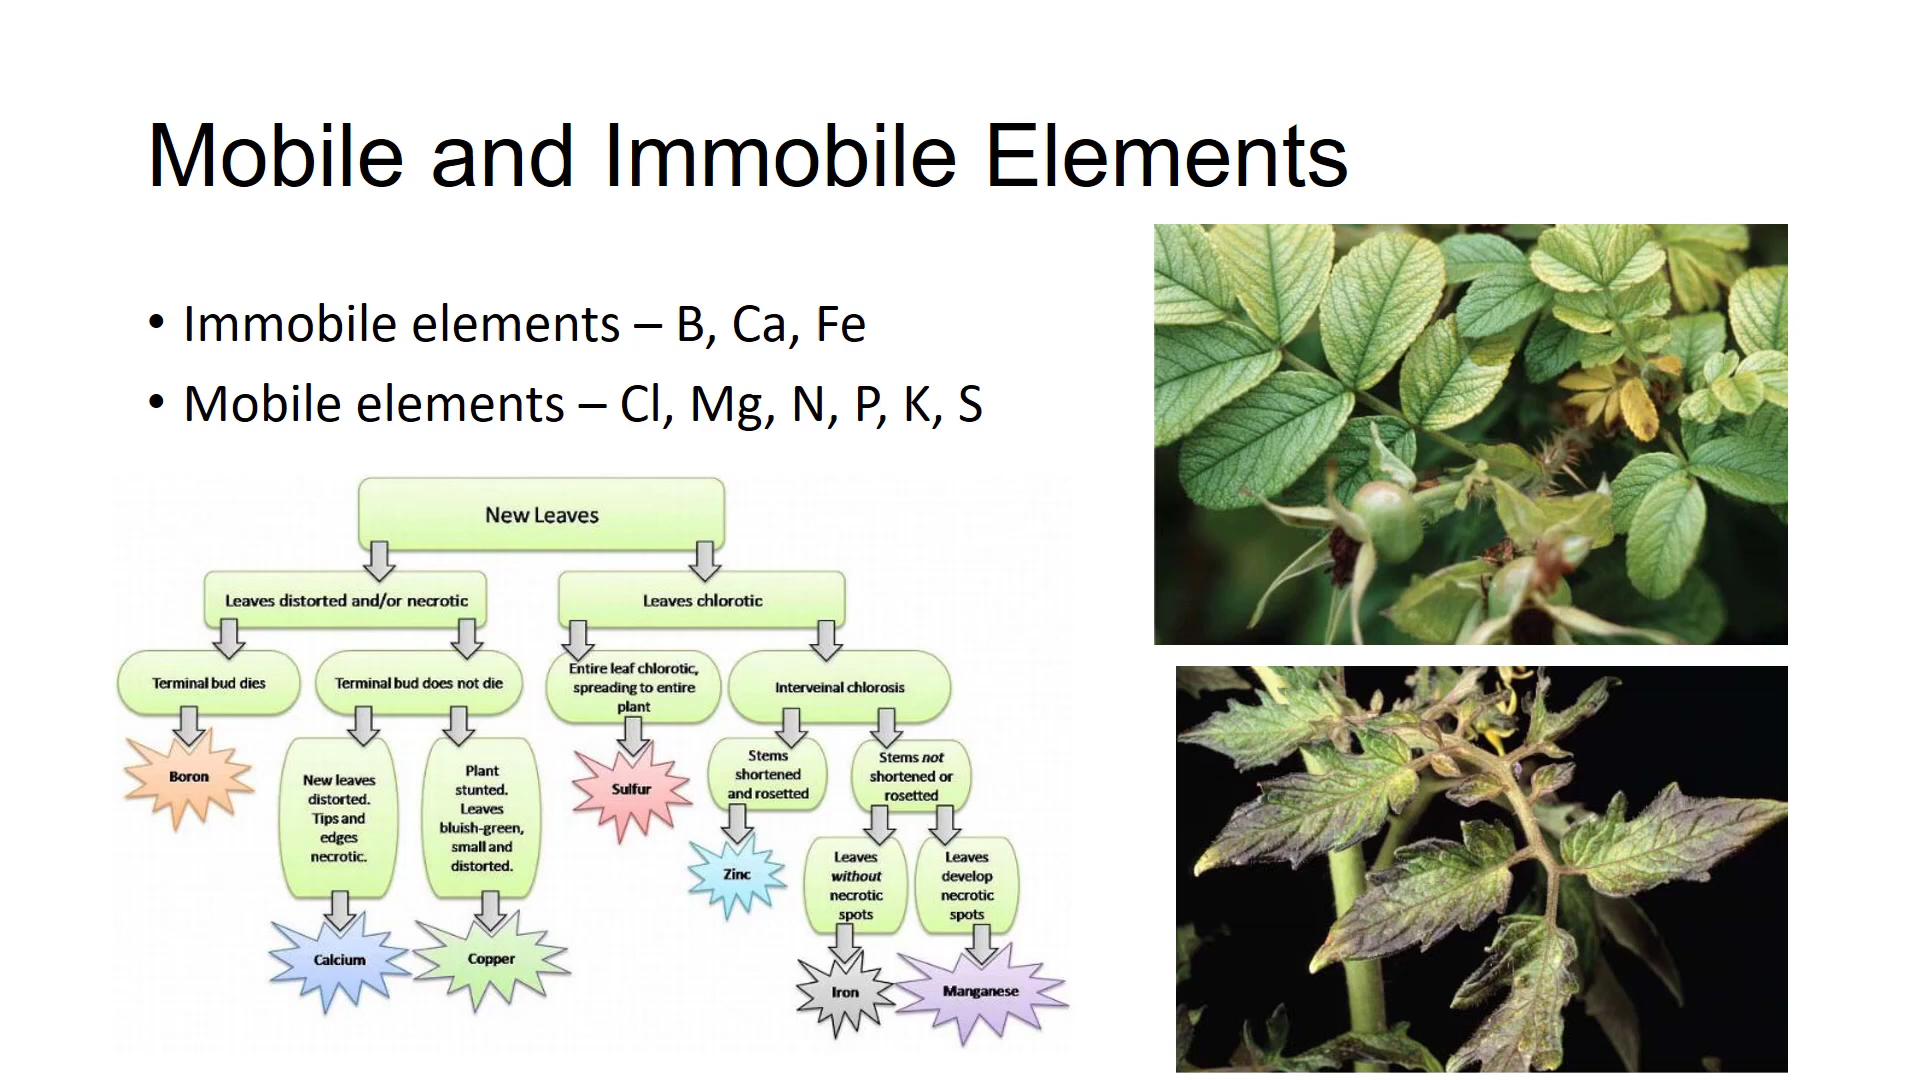 Mobile and Immobile Elements
• Immobile elements – B, Ca, Fe
• Mobile elements – Cl, Mg, N, P, K, S
New Leaves
Leaves distorted and/or necrotic
Leaves chlorotic
Terminal bud dies
Terminal bud does not die
Entire leaf chlorotic,
spreading to entire
plant
Interveinal chlorosis
Boron
New leaves
distorted.
Tips and
edges
necrotic.
Plant
stunted.
Leaves
bluish-green,
small and
distorted.
Sulfur
Stems
shortened
and rosetted
Stems not
shortened or
rosetted
Zinc
Leaves
without
necrotic
spots
Leaves
develop
necrotic
spots
Calcium
Copper
Iron
Manganese